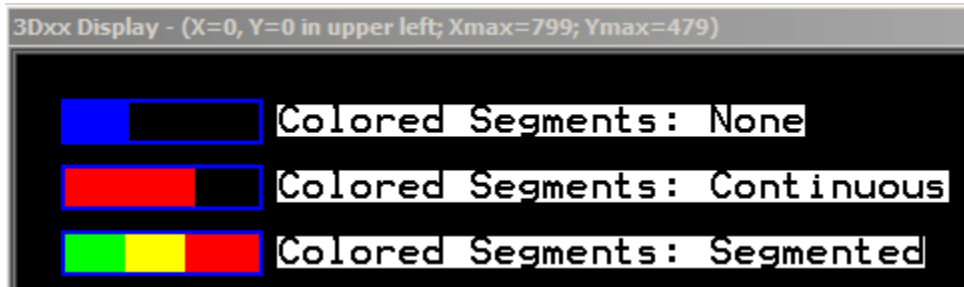 3Dxx Display - (X=0, Y=0 in upper left; Xmax=799; Ymax=479)
Colored Segments: None
Colored Segments: Continuous
Colored Segments: Segmented